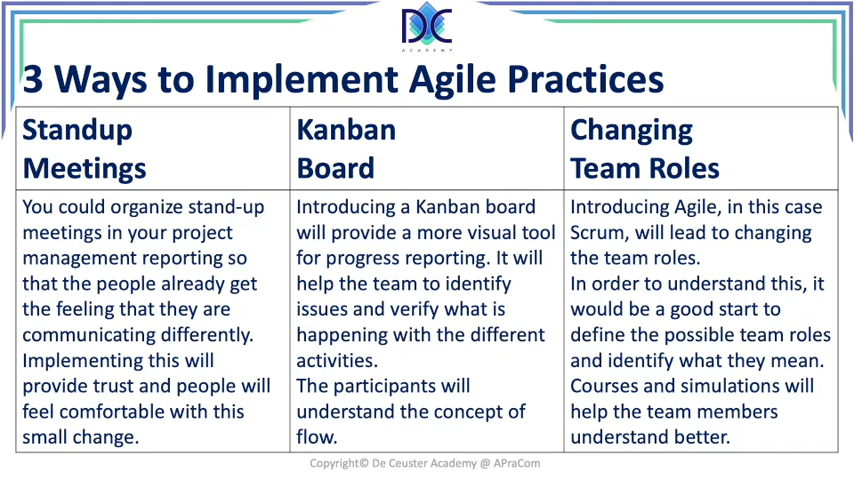 DC
ACADEMY
3 Ways to Implement Agile Practices
Standup
Meetings
Kanban
Board
Changing
Team Roles
You could organize stand-up
meetings in your project
management reporting so
that the people already get
the feeling that they are
communicating differently.
Implementing this will
provide trust and people will
feel comfortable with this
small change.
Introducing a Kanban board
will provide a more visual tool
for progress reporting. It will
help the team to identify
issues and verify what is
happening with the different
activities.
The participants will
understand the concept of
flow.
Introducing Agile, in this case
Scrum, will lead to changing
the team roles.
In order to understand this, it
would be a good start to
define the possible team roles
and identify what they mean.
Courses and simulations will
help the team members
understand better.
Copyright© De Ceuster Academy @ APraCom